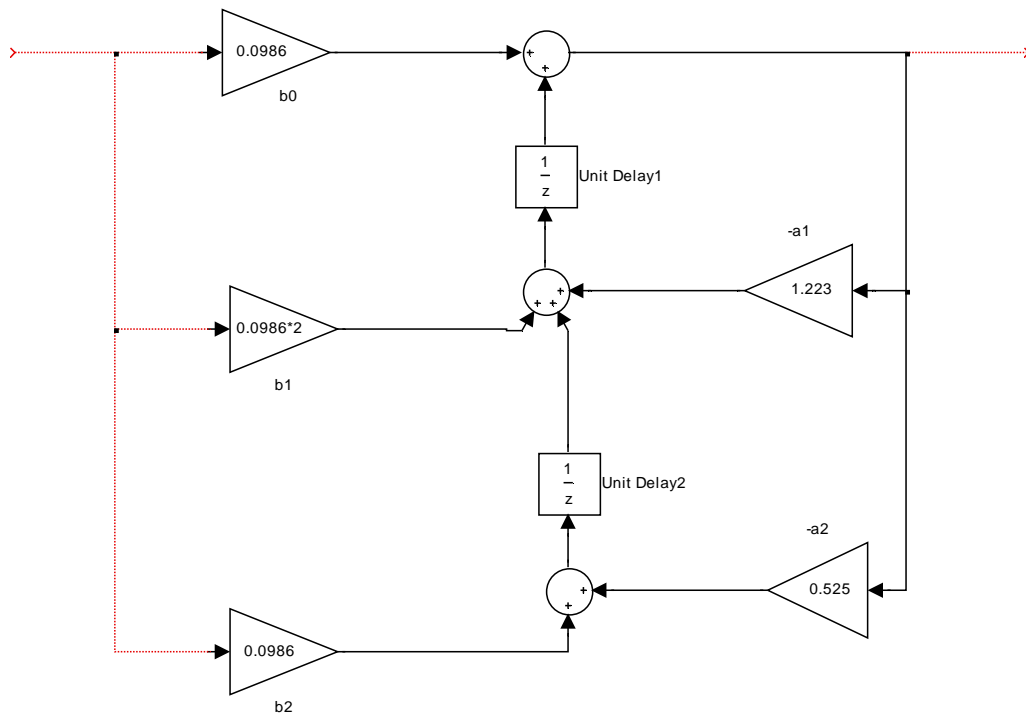 0.0986
+
+
b0
1
z
Unit Delay1
-a1
1.223
+
+ +
0.0986*2
b1
1
z
Unit Delay2
-a2
0.525
+
+
0.0986
b2